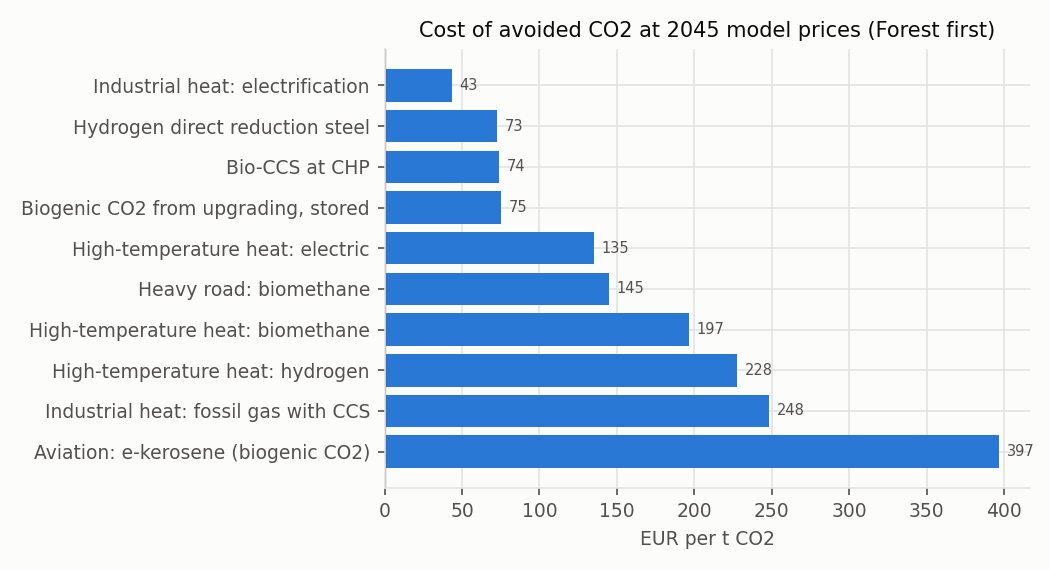 Cost of avoided CO2 at 2045 model prices (Forest first)
Industrial heat: electrification 43
Hydrogen direct reduction steel 73
Bio-CCS at CHP 74
Biogenic CO2 from upgrading, stored 75
High-temperature heat: electric 135
Heavy road: biomethane 145
High-temperature heat: biomethane 197
High-temperature heat: hydrogen 228
Industrial heat: fossil gas with CCS 248
Aviation: e-kerosene (biogenic CO2) 397
0 50 100 150 200 250 300 350 400
EUR per t CO2